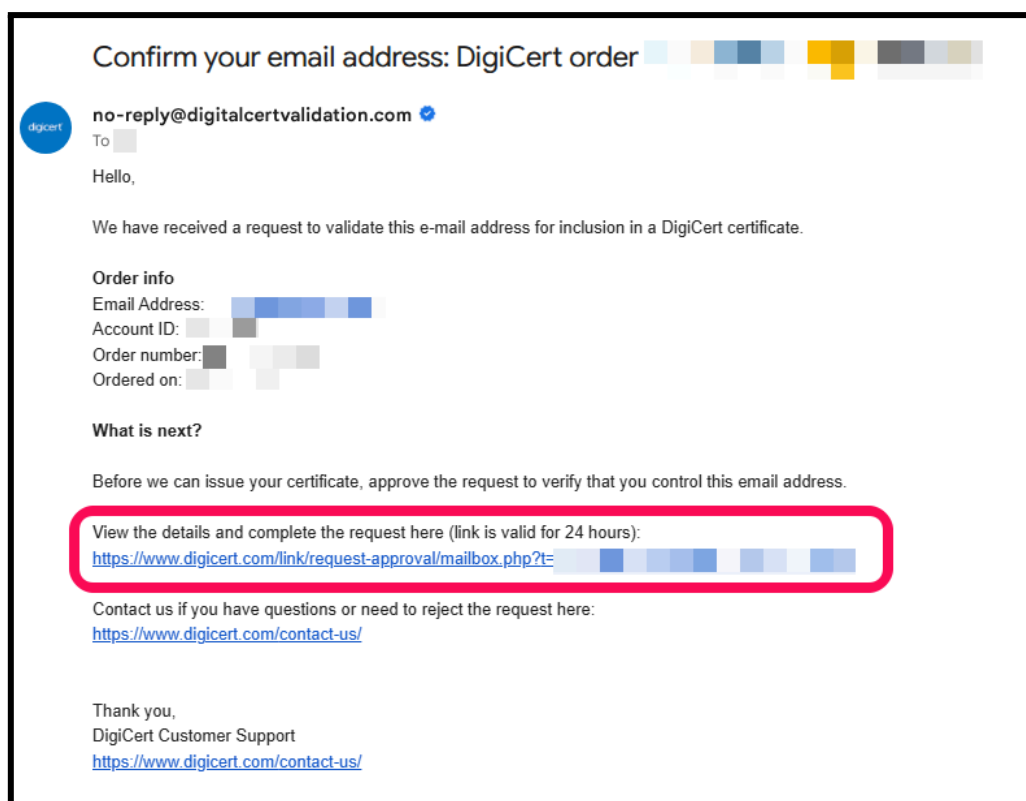 Confirm your email address: DigiCert order
digicert
no-reply@digitalcertvalidation.com
To
Hello,
We have received a request to validate this e-mail address for inclusion in a DigiCert certificate.
Order info
Email Address:
Account ID:
Order number:
Ordered on:
What is next?
Before we can issue your certificate, approve the request to verify that you control this email address.
View the details and complete the request here (link is valid for 24 hours):
https://www.digicert.com/link/request-approval/mailbox.php?t=
Contact us if you have questions or need to reject the request here:
https://www.digicert.com/contact-us/
Thank you,
DigiCert Customer Support
https://www.digicert.com/contact-us/